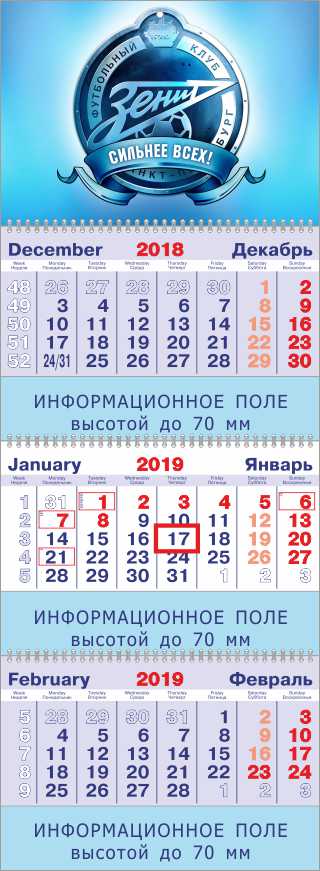 ФУТБОЛЬНЫЙ КЛУБ
Зенит
СИЛЬНЕЕ ВСЕХ!
December 2018 Декабрь
Week Monday Tuesday Wednesday Thursday Friday Saturday Sunday
Неделя Понедельник Вторник Среда Четверг Пятница Суббота Воскресенье
48 26 27 28 29 30 1 2
49 3 4 5 6 7 8 9
50 10 11 12 13 14 15 16
51 17 18 19 20 21 22 23
52 24/31 25 26 27 28 29 30
ИНФОРМАЦИОННОЕ ПОЛЕ
высотой до 70 мм
January 2019 Январь
Week Monday Tuesday Wednesday Thursday Friday Saturday Sunday
Неделя Понедельник Вторник Среда Четверг Пятница Суббота Воскресенье
1 31 1 2 3 4 5 6
2 7 8 9 10 11 12 13
3 14 15 16 17 18 19 20
4 21 22 23 24 25 26 27
5 28 29 30 31 1 2 3
ИНФОРМАЦИОННОЕ ПОЛЕ
высотой до 70 мм
February 2019 Февраль
Week Monday Tuesday Wednesday Thursday Friday Saturday Sunday
Неделя Понедельник Вторник Среда Четверг Пятница Суббота Воскресенье
5 28 29 30 31 1 2 3
6 4 5 6 7 8 9 10
7 11 12 13 14 15 16 17
8 18 19 20 21 22 23 24
9 25 26 27 28 1 2 3
ИНФОРМАЦИОННОЕ ПОЛЕ
высотой до 70 мм